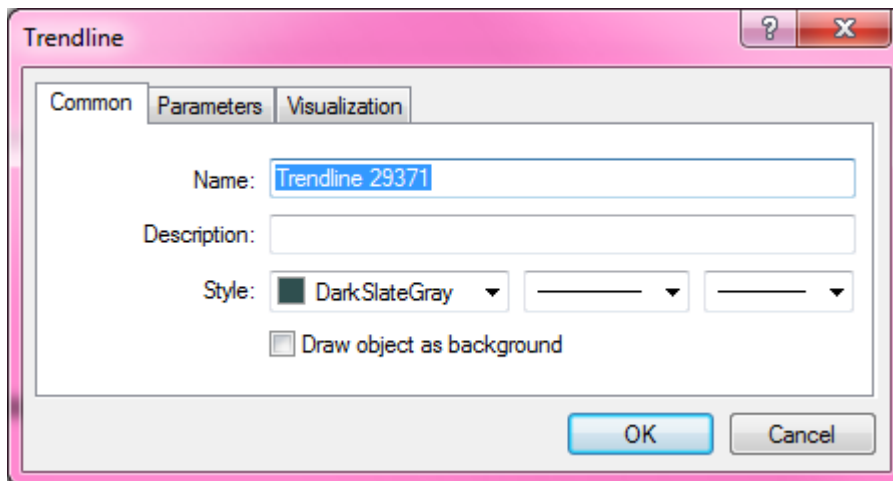 Trendline
Common Parameters Visualization
Name: Trendline 29371
Description:
Style: DarkSlateGray
Draw object as background
OK Cancel